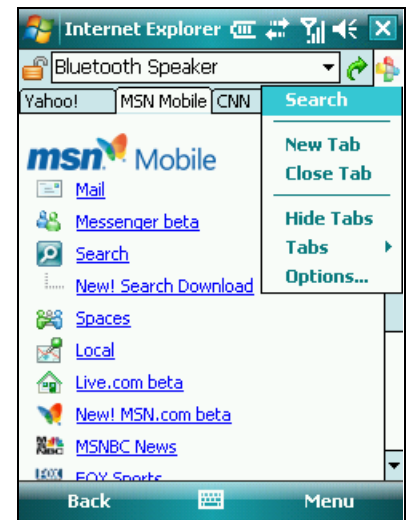 Internet Explorer
Bluetooth Speaker
Yahoo!
MSN Mobile
CNN
Search
New Tab
Close Tab
Hide Tabs
Tabs
Options...
msn Mobile
Mail
Messenger beta
Search
New! Search Download
Spaces
Local
Live.com beta
New! MSN.com beta
MSNBC News
FOX Sports
Back
Menu